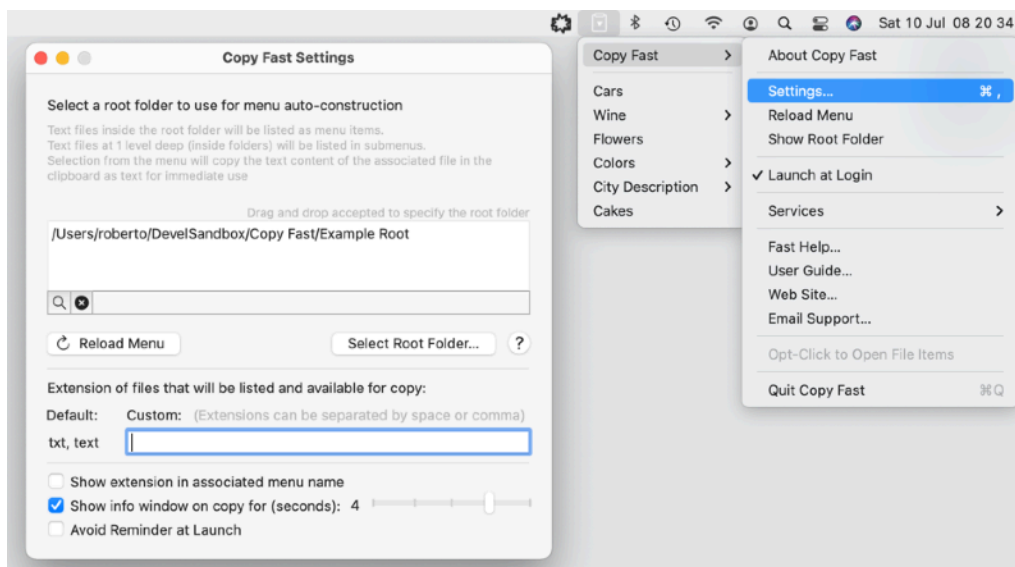 Sat 10 Jul 08 20 34
Copy Fast Settings
Select a root folder to use for menu auto-construction
Text files inside the root folder will be listed as menu items.
Text files at 1 level deep (inside folders) will be listed in submenus.
Selection from the menu will copy the text content of the associated file in the
clipboard as text for immediate use
Drag and drop accepted to specify the root folder
/Users/roberto/DevelSandbox/Copy Fast/Example Root
Reload Menu
Select Root Folder...
?
Extension of files that will be listed and available for copy:
Default: Custom: (Extensions can be separated by space or comma)
txt, text
Show extension in associated menu name
Show info window on copy for (seconds): 4
Avoid Reminder at Launch
Copy Fast
Cars
Wine
Flowers
Colors
City Description
Cakes
About Copy Fast
Settings... ⌘ ,
Reload Menu
Show Root Folder
✓ Launch at Login
Services
Fast Help...
User Guide...
Web Site...
Email Support...
Opt-Click to Open File Items
Quit Copy Fast ⌘Q